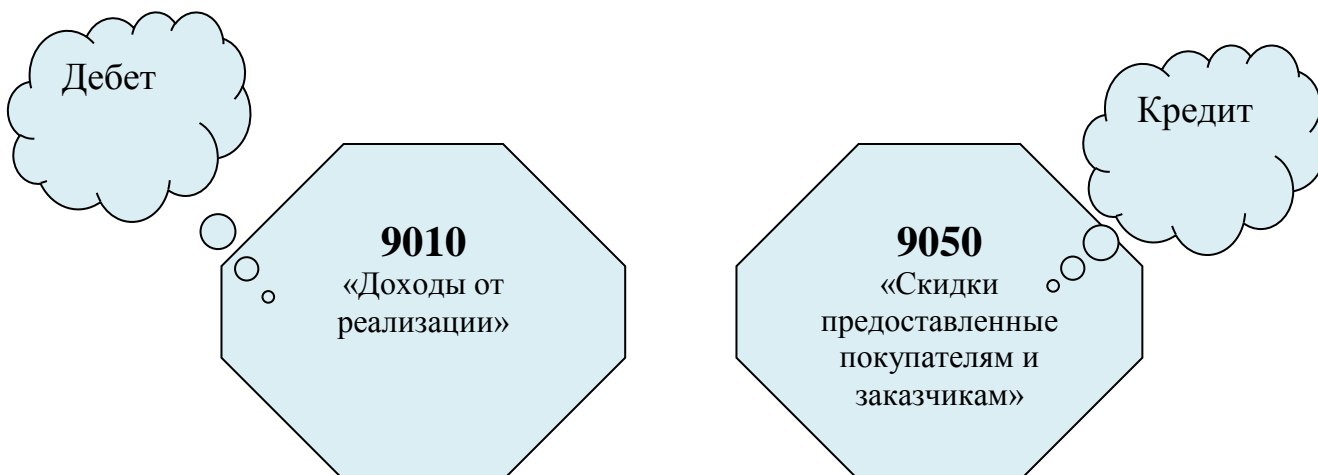 Дебет
Кредит
9010
«Доходы от
реализации»
9050
«Скидки
предоставленные
покупателям и
заказчикам»